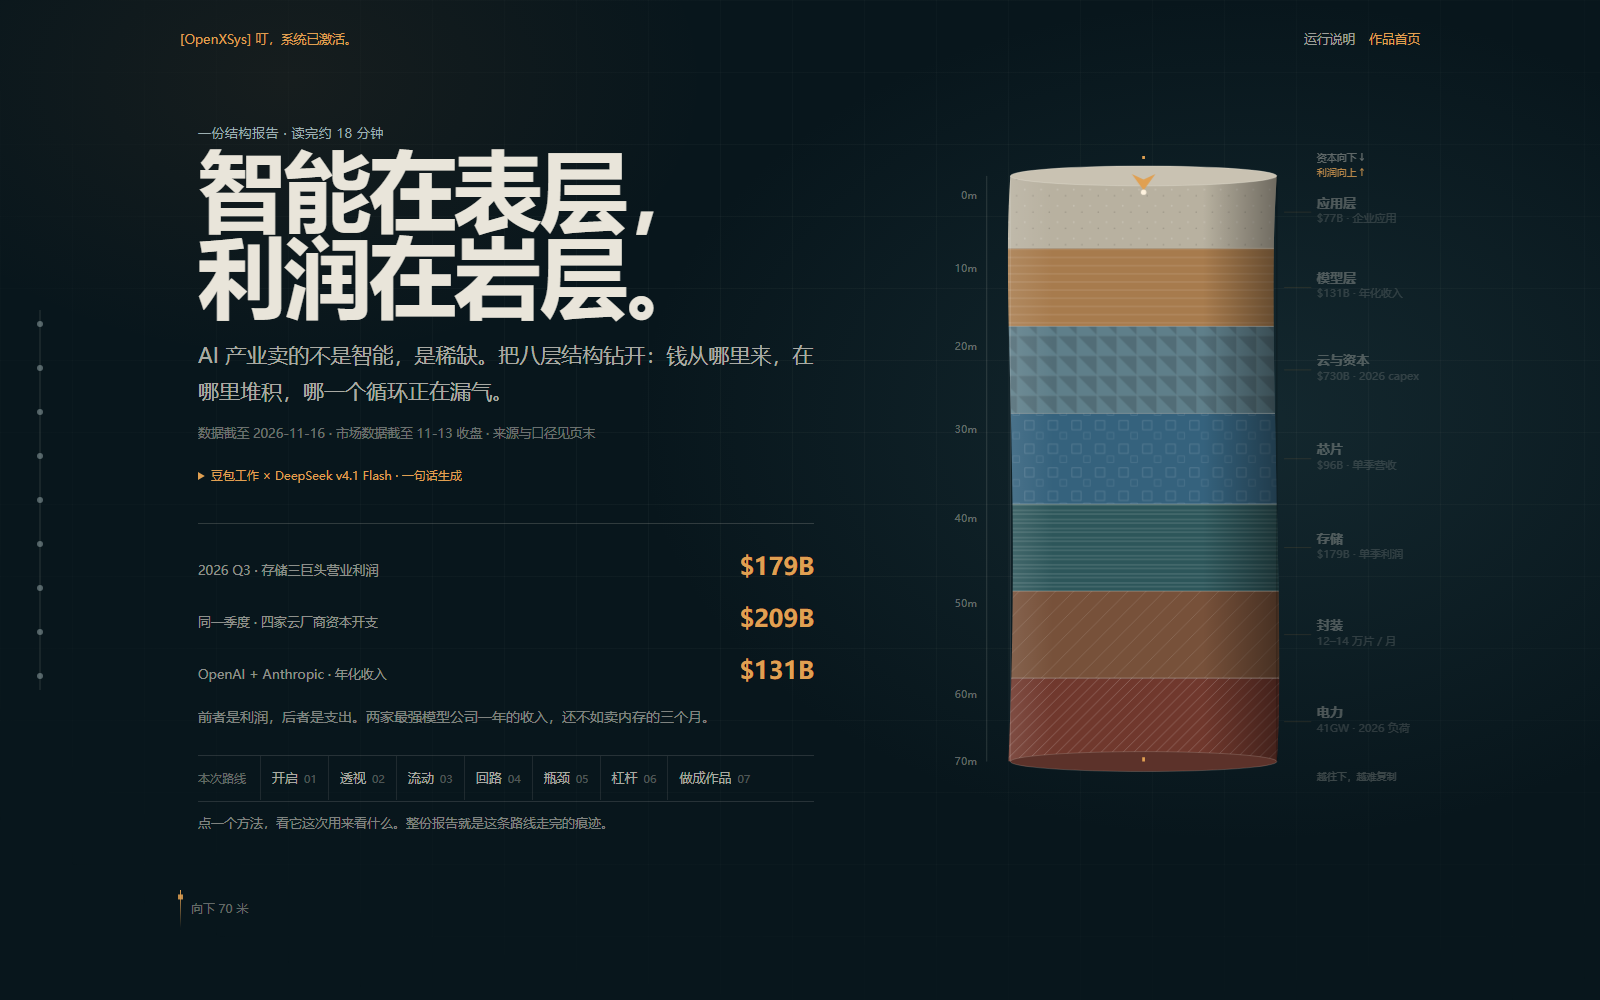 [OpenXSys] 叮，系统已激活。
运行说明 作品首页
一份结构报告 · 读完约 18 分钟
智能在表层，
利润在岩层。
AI 产业卖的不是智能，是稀缺。把八层结构钻开：钱从哪里来，在
哪里堆积，哪一个循环正在漏气。
数据截至 2026-11-16 · 市场数据截至 11-13 收盘 · 来源与口径见页末
▶ 豆包工作 × DeepSeek v4.1 Flash · 一句话生成
2026 Q3 · 存储三巨头营业利润
$179B
同一季度 · 四家云厂商资本开支
$209B
OpenAI + Anthropic · 年化收入
$131B
前者是利润，后者是支出。两家最强模型公司一年的收入，还不如卖内存的三个月。
本次路线 开启 01 透视 02 流动 03 回路 04 瓶颈 05 杠杆 06 做成作品 07
点一个方法，看它这次用来看什么。整份报告就是这条路线走完的痕迹。
向下 70 米
0m
10m
20m
30m
40m
50m
60m
70m
资本向下 ↓
利润向上 ↑
应用层
$77B · 企业应用
模型层
$131B · 年化收入
云与资本
$730B · 2026 capex
芯片
$96B · 单季营收
存储
$179B · 单季利润
封装
12–14 万片 / 月
电力
41GW · 2026 负荷
越往下，越难复制